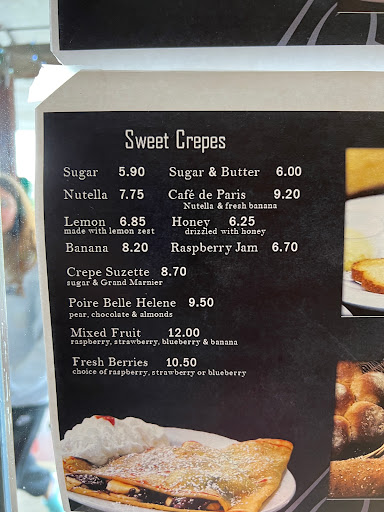 Sweet Crepes
Sugar 5.90 Sugar & Butter 6.00
Nutella 7.75 Café de Paris 9.20
Nutella & fresh banana
Lemon 6.85 Honey 6.25
made with lemon zest drizzled with honey
Banana 8.20 Raspberry Jam 6.70
Crepe Suzette 8.70
sugar & Grand Marnier
Poire Belle Helene 9.50
pear, chocolate & almonds
Mixed Fruit 12.00
raspberry, strawberry, blueberry & banana
Fresh Berries 10.50
choice of raspberry, strawberry or blueberry